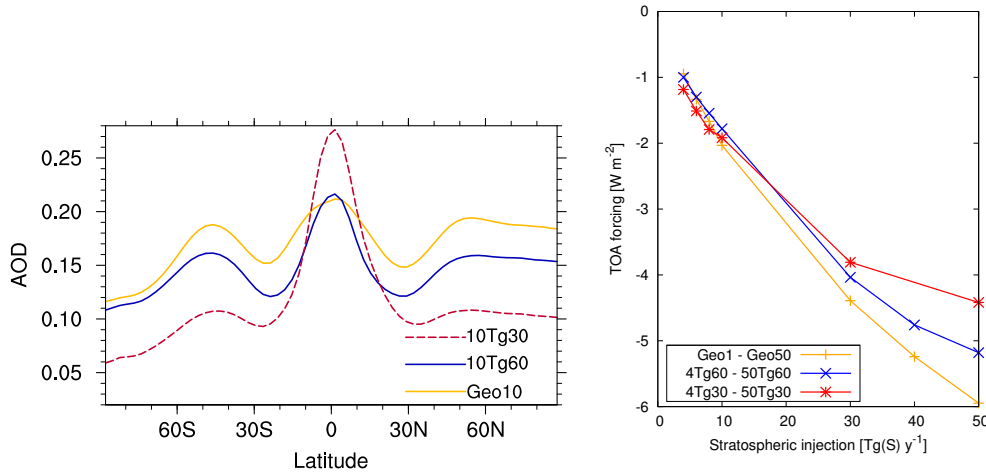 0.25
0.20
0.15
0.10
0.05
AOD
10Tg30
10Tg60
Geo10
60S 30S 0 30N 60N
Latitude
0
-1
-2
-3
-4
-5
-6
TOA forcing [W m-2]
Geo1 - Geo50
4Tg60 - 50Tg60
4Tg30 - 50Tg30
0 10 20 30 40 50
Stratospheric injection [Tg(S) y-1]